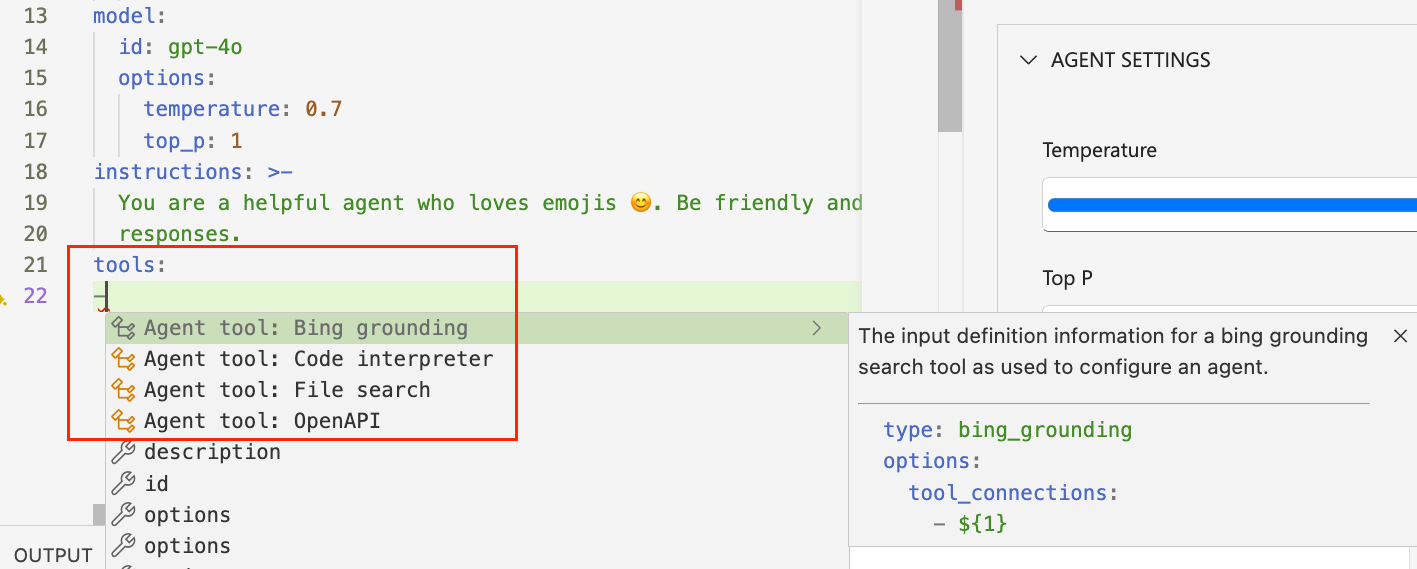 13 model:
14 id: gpt-4o
15 options:
16 temperature: 0.7
17 top_p: 1
18 instructions: >-
19 You are a helpful agent who loves emojis 😊. Be friendly and
20 responses.
21 tools:
22 -
Agent tool: Bing grounding
Agent tool: Code interpreter
Agent tool: File search
Agent tool: OpenAPI
description
id
options
options
OUTPUT
AGENT SETTINGS
Temperature
Top P
The input definition information for a bing grounding
search tool as used to configure an agent.
type: bing_grounding
options:
tool_connections:
- ${1}